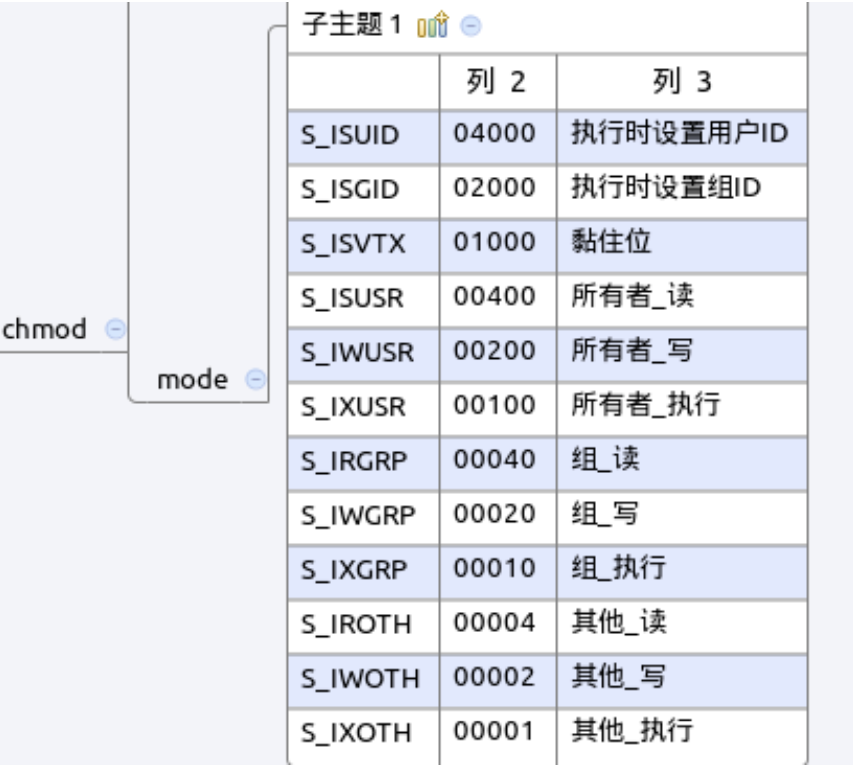 子主题 1
列 2 列 3
S_ISUID 04000 执行时设置用户ID
S_ISGID 02000 执行时设置组ID
S_ISVTX 01000 黏住位
S_ISUSR 00400 所有者_读
chmod
S_IWUSR 00200 所有者_写
mode
S_IXUSR 00100 所有者_执行
S_IRGRP 00040 组_读
S_IWGRP 00020 组_写
S_IXGRP 00010 组_执行
S_IROTH 00004 其他_读
S_IWOTH 00002 其他_写
S_IXOTH 00001 其他_执行